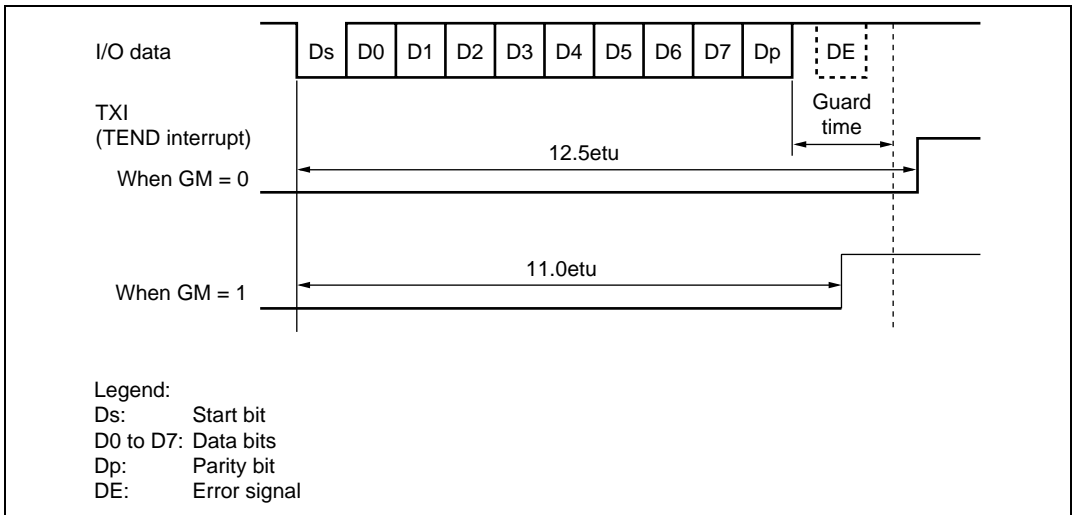 I/O data
Ds D0 D1 D2 D3 D4 D5 D6 D7 Dp DE
TXI
(TEND interrupt)
Guard
time
12.5etu
When GM = 0
11.0etu
When GM = 1
Legend:
Ds: Start bit
D0 to D7: Data bits
Dp: Parity bit
DE: Error signal